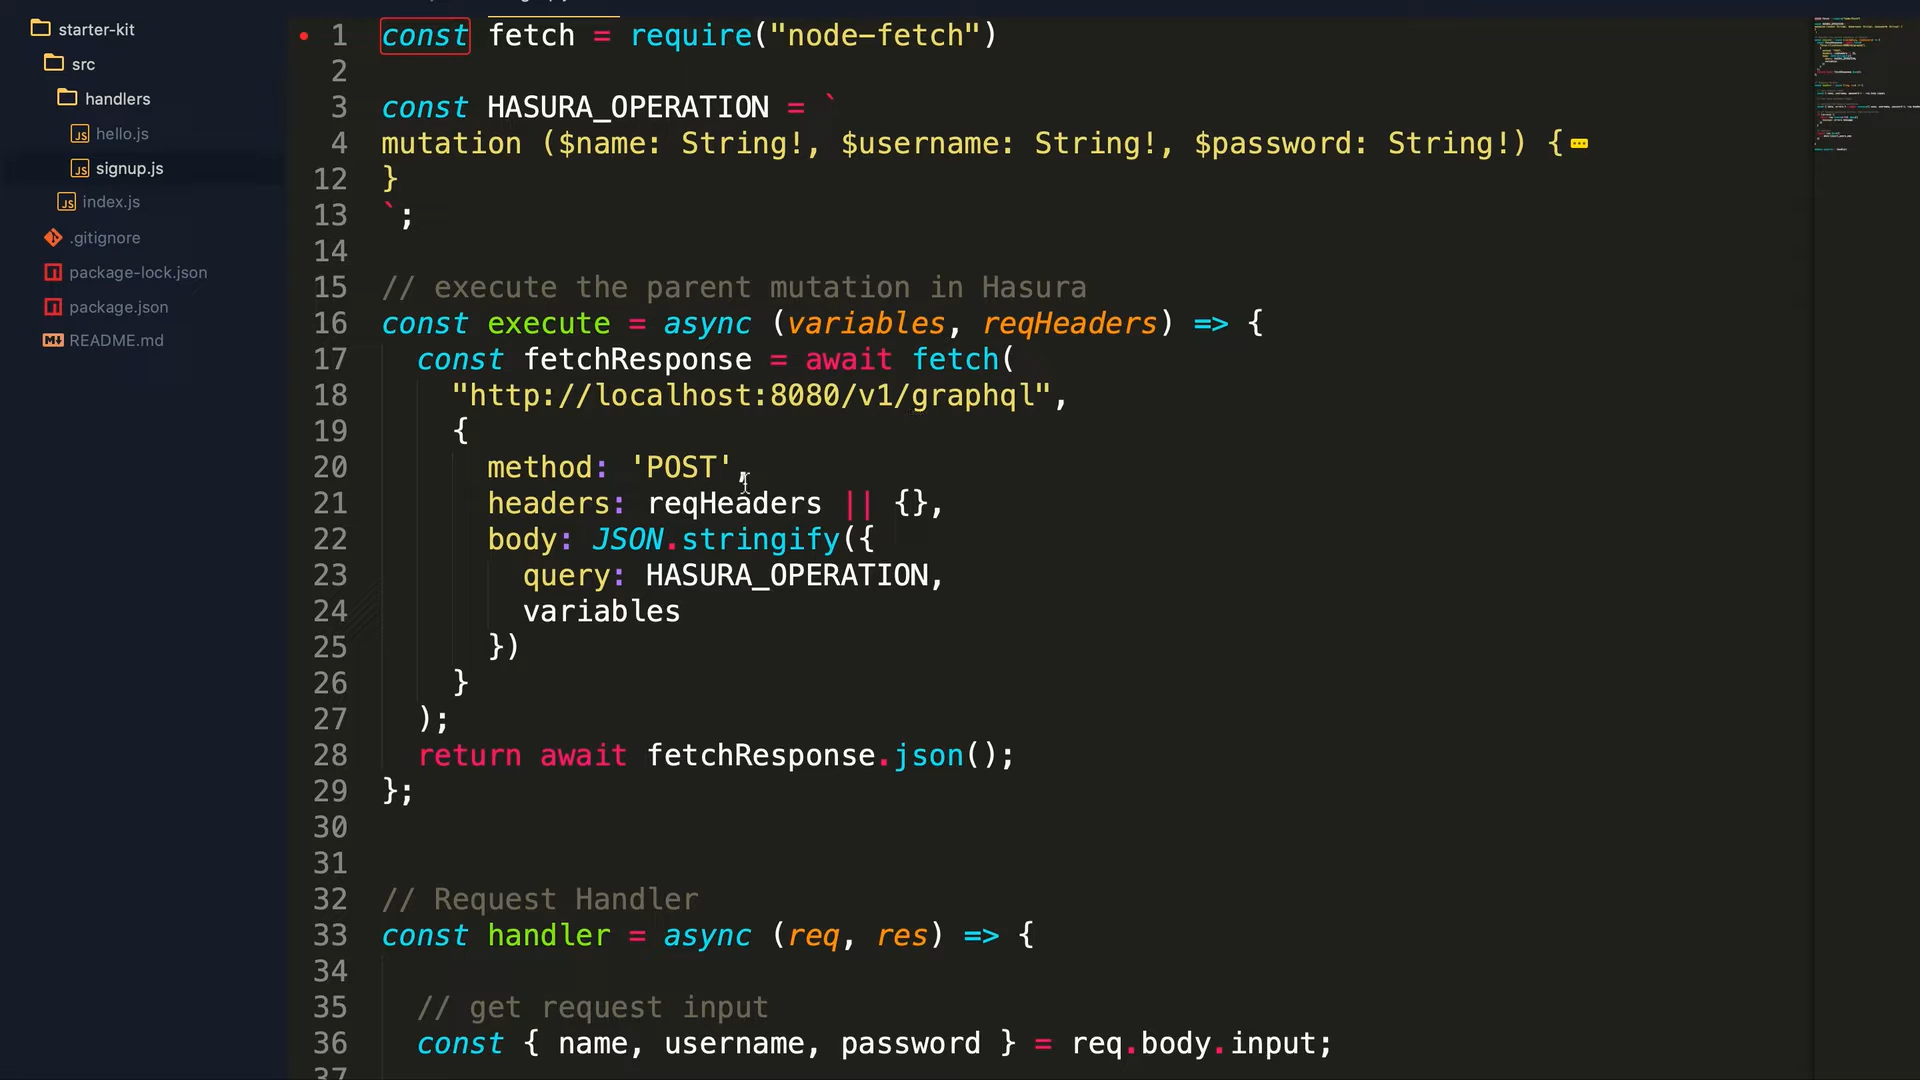 starter-kit
src
handlers
hello.js
signup.js
index.js
.gitignore
package-lock.json
package.json
README.md
1 const fetch = require("node-fetch")
2
3 const HASURA_OPERATION = `
4 mutation ($name: String!, $username: String!, $password: String!) {
12 }
13 `;
14
15 // execute the parent mutation in Hasura
16 const execute = async (variables, reqHeaders) => {
17 const fetchResponse = await fetch(
18 "http://localhost:8080/v1/graphql",
19 {
20 method: 'POST',
21 headers: reqHeaders || {},
22 body: JSON.stringify({
23 query: HASURA_OPERATION,
24 variables
25 })
26 }
27 );
28 return await fetchResponse.json();
29 };
30
31
32 // Request Handler
33 const handler = async (req, res) => {
34
35 // get request input
36 const { name, username, password } = req.body.input;
37